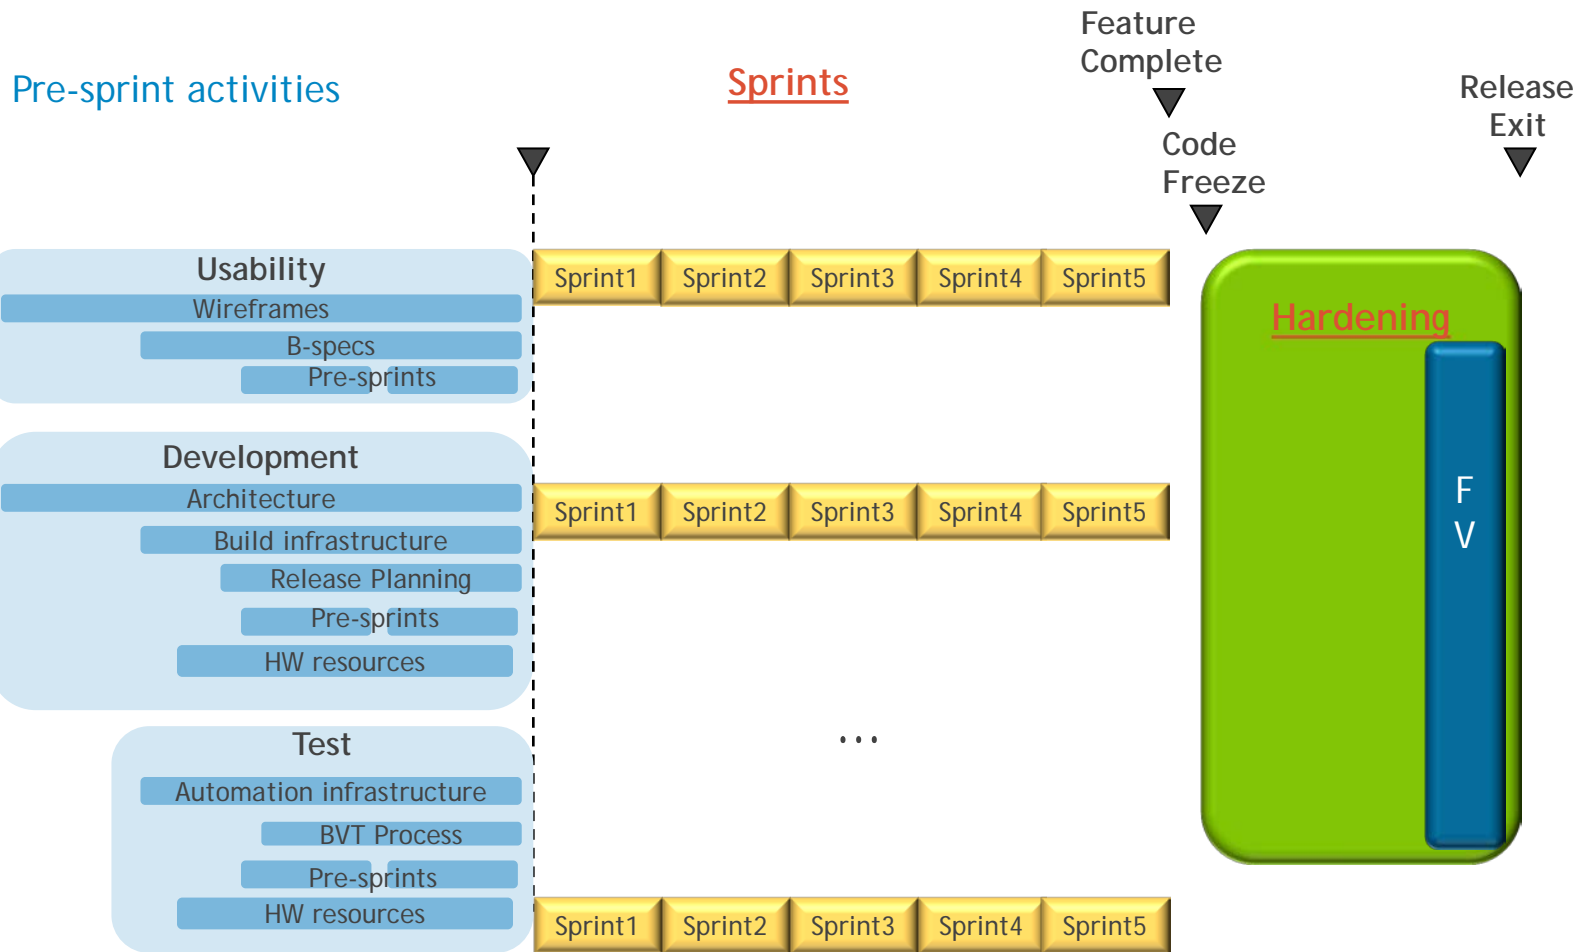 Pre-sprint activities
Sprints
Feature
Complete
Code
Freeze
Release
Exit
Usability
Wireframes
B-specs
Pre-sprints
Sprint1 Sprint2 Sprint3 Sprint4 Sprint5
Development
Architecture
Build infrastructure
Release Planning
Pre-sprints
HW resources
Sprint1 Sprint2 Sprint3 Sprint4 Sprint5
...
Test
Automation infrastructure
BVT Process
Pre-sprints
HW resources
Sprint1 Sprint2 Sprint3 Sprint4 Sprint5
Hardening
F
V